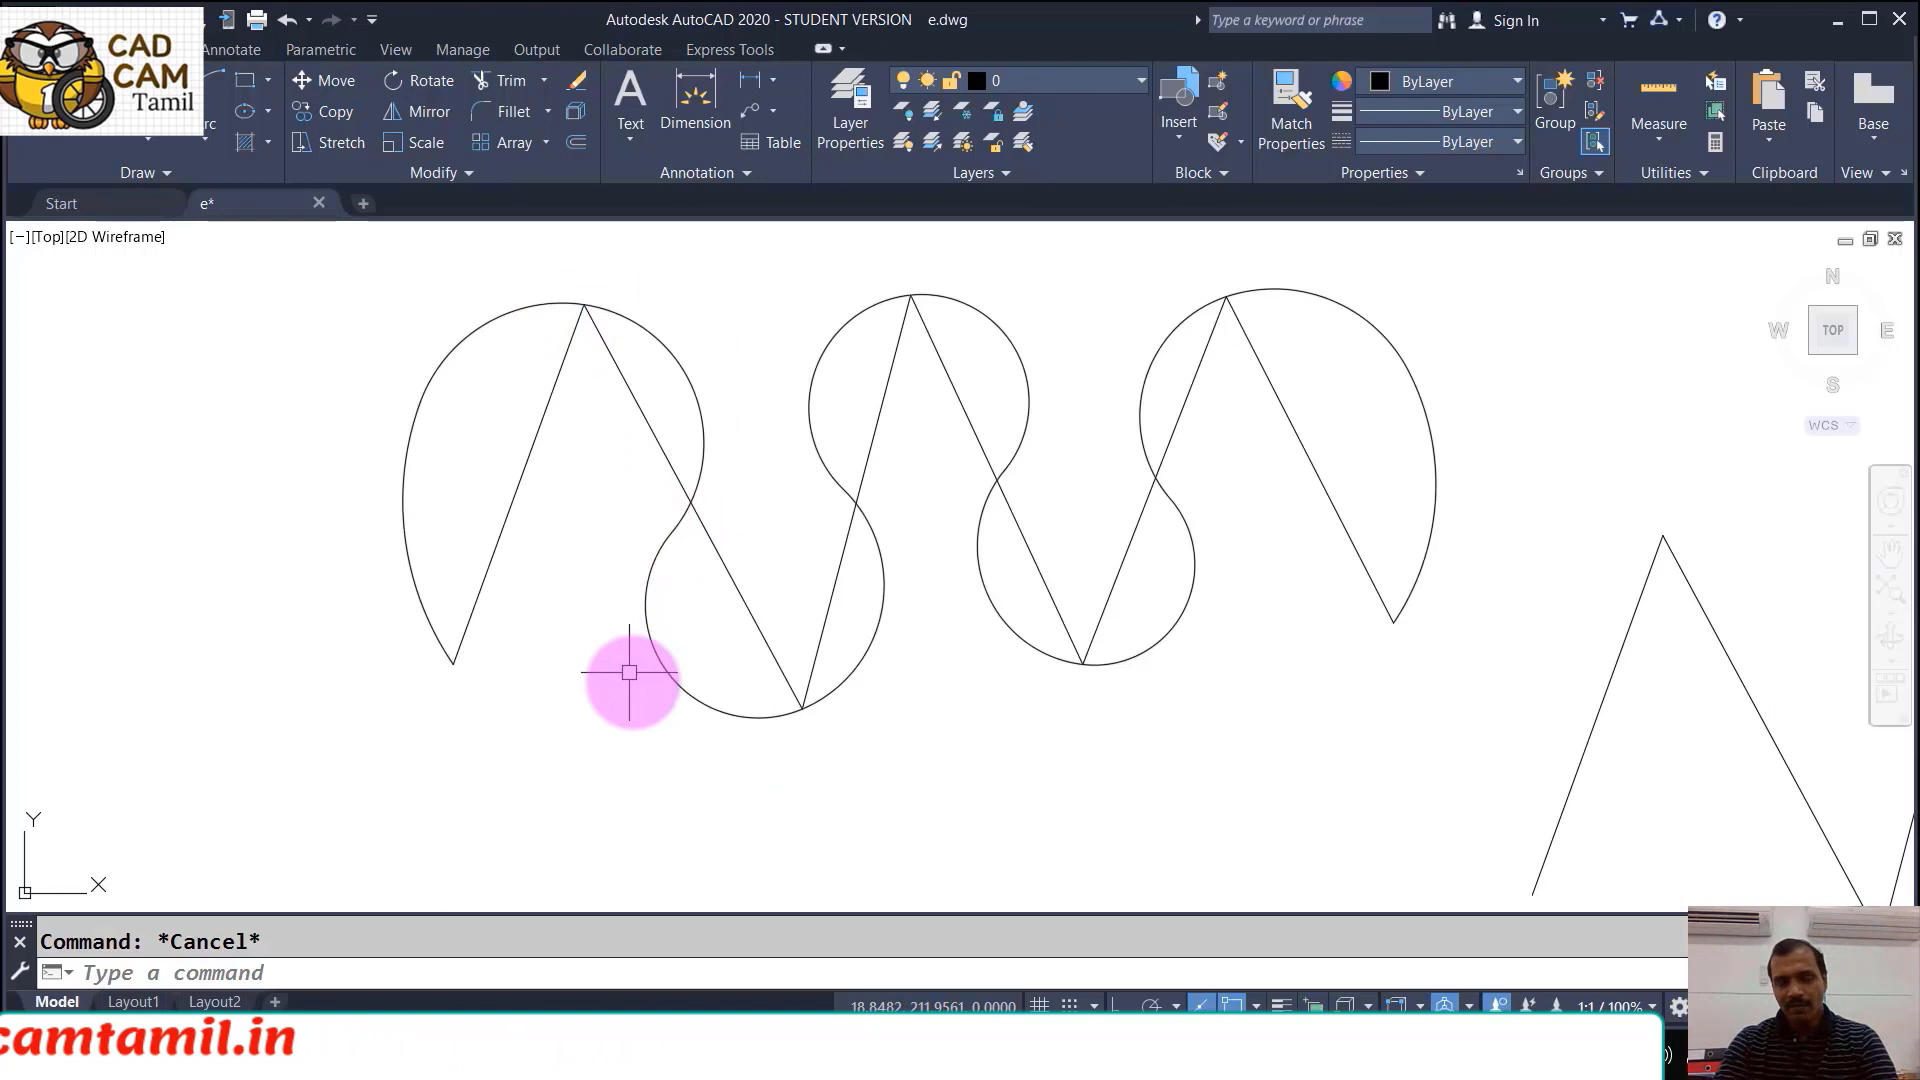 CAD
CAM
Tamil
Autodesk AutoCAD 2020 - STUDENT VERSION e.dwg
Type a keyword or phrase
Sign In
Annotate Parametric View Manage Output Collaborate Express Tools
Move Rotate Trim
Copy Mirror Fillet
Stretch Scale Array
Text Dimension Table
Layer Properties
0
Insert
Match Properties
ByLayer
ByLayer
ByLayer
Group Measure Paste Base
Draw Modify Annotation Layers Block Properties Groups Utilities Clipboard View
Start e*
[−][Top][2D Wireframe]
N
W TOP E
S
WCS
Y
X
Command: *Cancel*
Type a command
Model Layout1 Layout2
18.8482, 211.9561, 0.0000
1:1 / 100%
camtamil.in